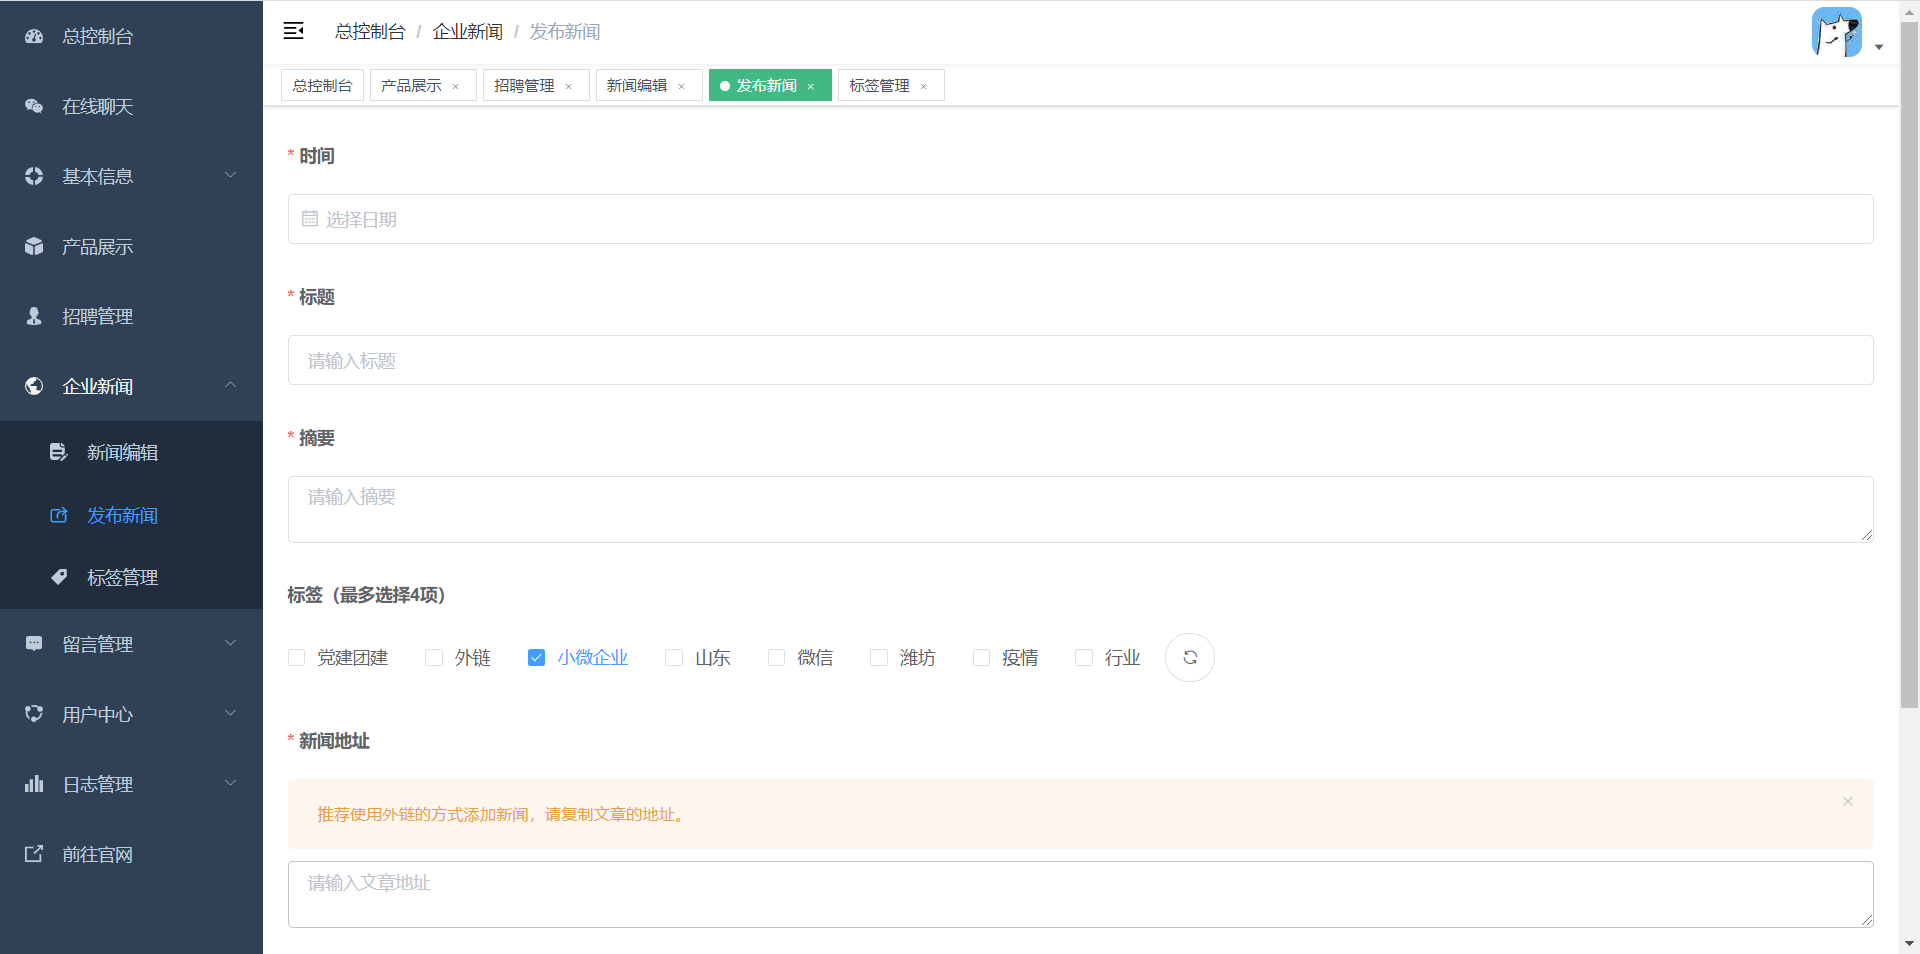 总控制台
在线聊天
基本信息
产品展示
招聘管理
企业新闻
新闻编辑
发布新闻
标签管理
留言管理
用户中心
日志管理
前往官网
总控制台 / 企业新闻 / 发布新闻
总控制台 产品展示 × 招聘管理 × 新闻编辑 × 发布新闻 × 标签管理 ×
* 时间
选择日期
* 标题
请输入标题
* 摘要
请输入摘要
标签（最多选择4项）
党建团建 外链 小微企业 山东 微信 潍坊 疫情 行业
* 新闻地址
推荐使用外链的方式添加新闻，请复制文章的地址。
请输入文章地址